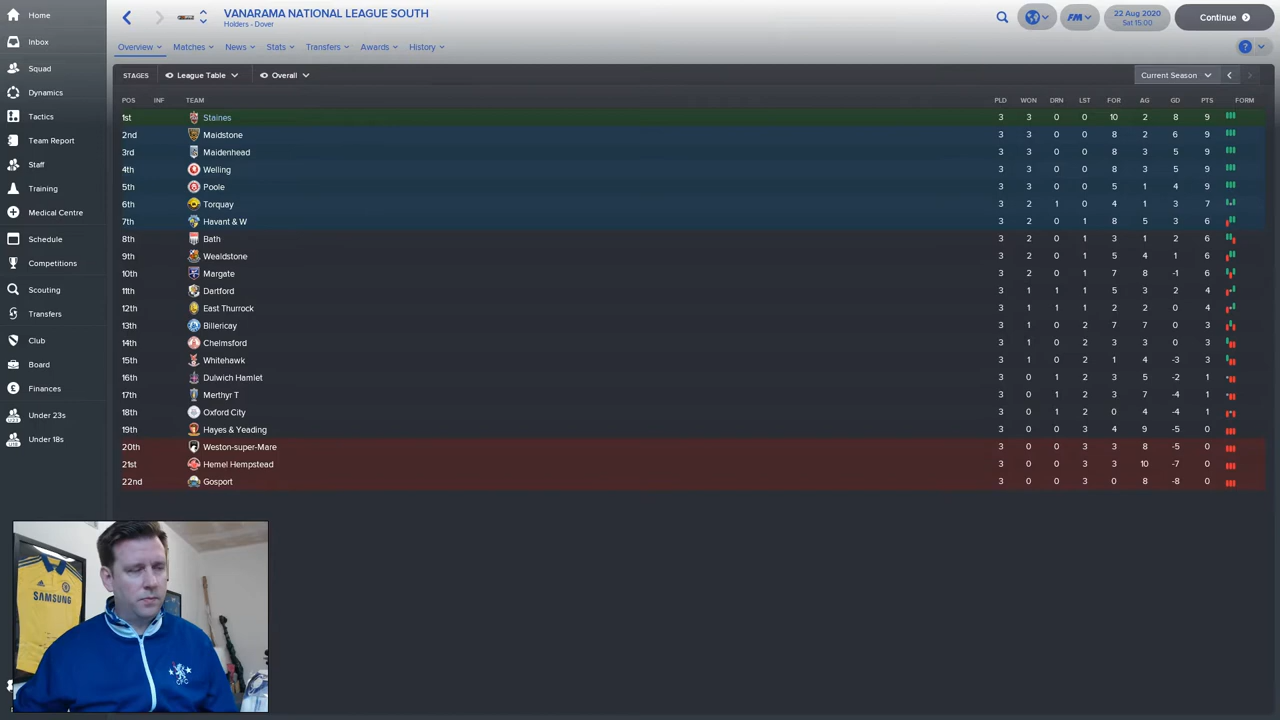 Home
Inbox
Squad
Dynamics
Tactics
Team Report
Staff
Training
Medical Centre
Schedule
Competitions
Scouting
Transfers
Club
Board
Finances
Under 23s
Under 18s
VANARAMA NATIONAL LEAGUE SOUTH
Holders - Dover
FM
22 Aug 2020
Sat 15:00
Continue
Overview Matches News Stats Transfers Awards History
?
STAGES League Table Overall Current Season
POS INF TEAM PLD WON DRN LST FOR AG GD PTS FORM
1st Staines 3 3 0 0 10 2 8 9
2nd Maidstone 3 3 0 0 8 2 6 9
3rd Maidenhead 3 3 0 0 8 3 5 9
4th Welling 3 3 0 0 8 3 5 9
5th Poole 3 3 0 0 5 1 4 9
6th Torquay 3 2 1 0 4 1 3 7
7th Havant & W 3 2 0 1 8 5 3 6
8th Bath 3 2 0 1 3 1 2 6
9th Wealdstone 3 2 0 1 5 4 1 6
10th Margate 3 2 0 1 7 8 -1 6
11th Dartford 3 1 1 1 5 3 2 4
12th East Thurrock 3 1 1 1 2 2 0 4
13th Billericay 3 1 0 2 7 7 0 3
14th Chelmsford 3 1 0 2 3 3 0 3
15th Whitehawk 3 1 0 2 1 4 -3 3
16th Dulwich Hamlet 3 0 1 2 3 5 -2 1
17th Merthyr T 3 0 1 2 3 7 -4 1
18th Oxford City 3 0 1 2 0 4 -4 1
19th Hayes & Yeading 3 0 0 3 4 9 -5 0
20th Weston-super-Mare 3 0 0 3 3 8 -5 0
21st Hemel Hempstead 3 0 0 3 3 10 -7 0
22nd Gosport 3 0 0 3 0 8 -8 0
SAMSUNG
CFC